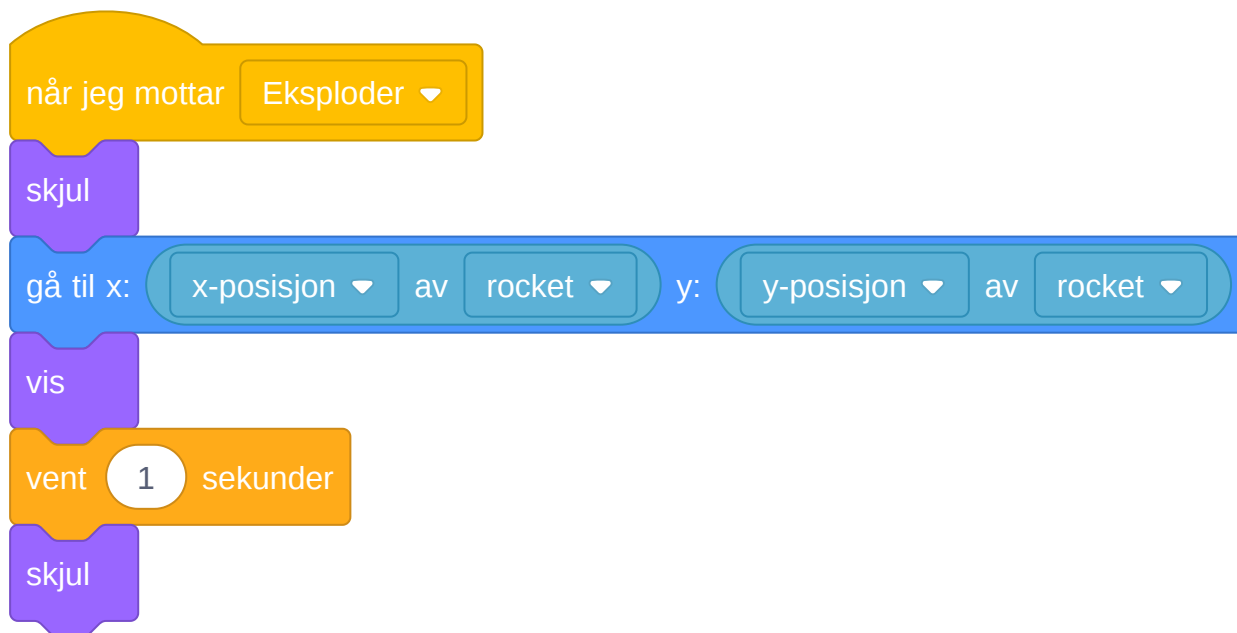 når jeg mottar Eksploder
skjul
gå til x: x-posisjon av rocket y: y-posisjon av rocket
vis
vent 1 sekunder
skjul